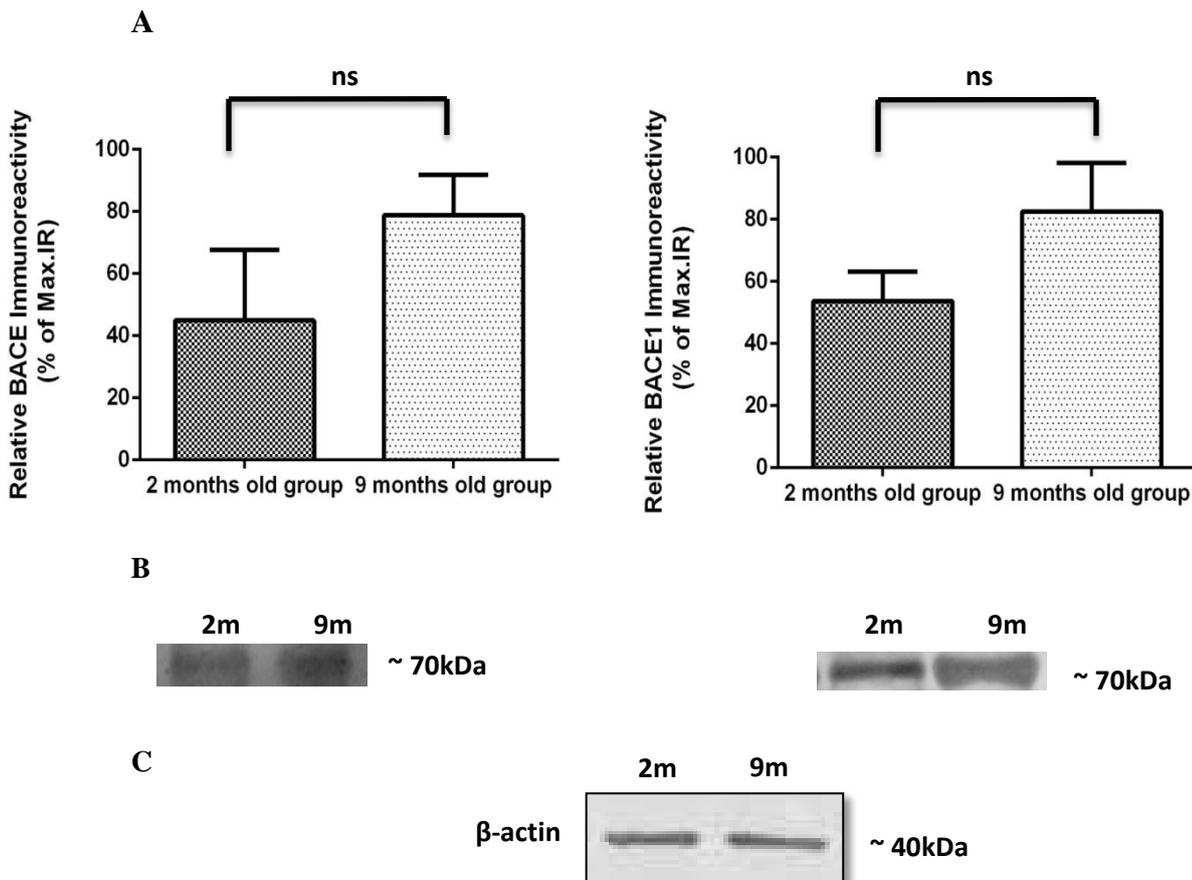 A
ns
Relative BACE Immunoreactivity
(% of Max.IR)
100
80
60
40
20
0
2 months old group 9 months old group
ns
Relative BACE1 Immunoreactivity
(% of Max.IR)
100
80
60
40
20
0
2 months old group 9 months old group
B
2m 9m
~ 70kDa
2m 9m
~ 70kDa
C
2m 9m
β-actin
~ 40kDa